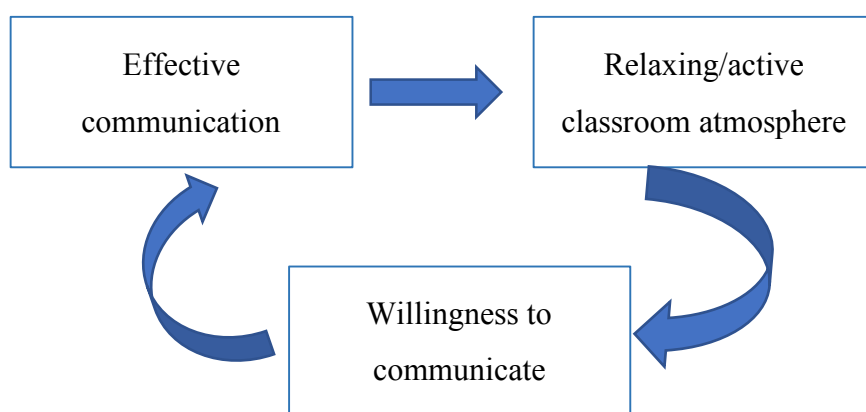 Effective
communication
Relaxing/active
classroom atmosphere
Willingness to
communicate